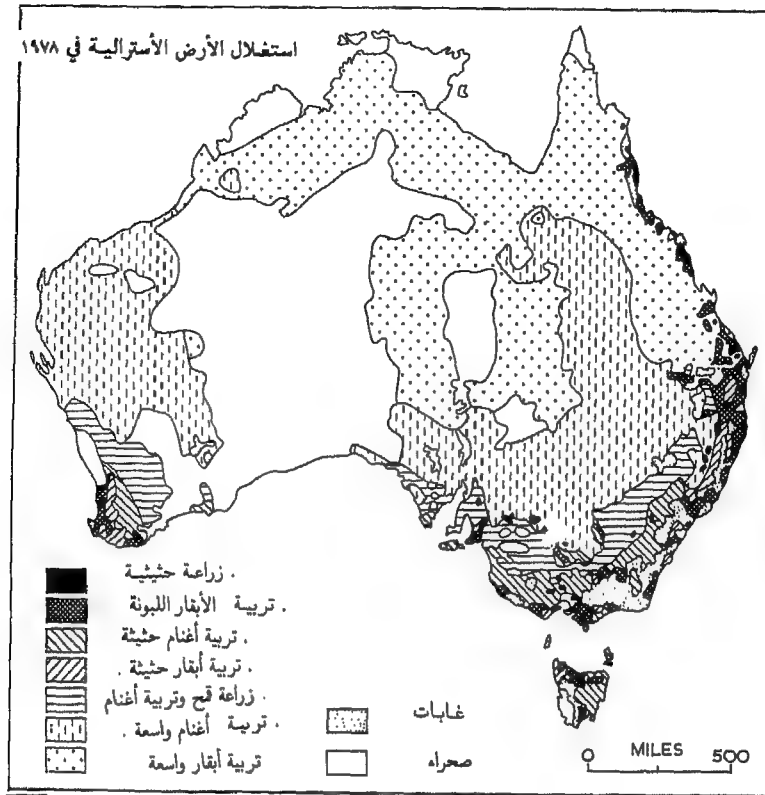 استغلال الأرض الأسترالية في ١٩٧٨
. زراعة حثيثية
. تربية الأبقار اللبونة
. تربية أغنام حثيثة
. تربية أبقار حثيثة .
. زراعة قمح وتربية أغنام
. تربية أغنام واسعة .
تربية أبقار واسعة
غابات
صحراء
0 MILES 500